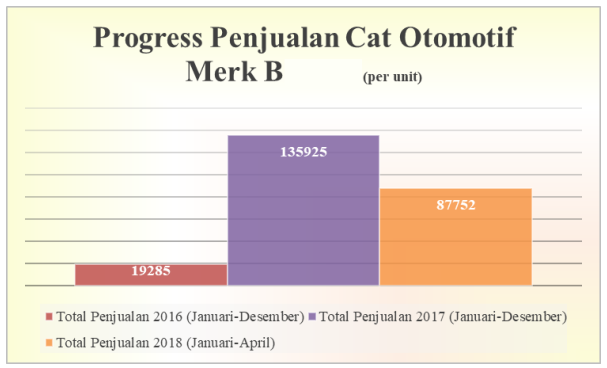 Progress Penjualan Cat Otomotif
Merk B (per unit)
135925
87752
19285
Total Penjualan 2016 (Januari-Desember) Total Penjualan 2017 (Januari-Desember)
Total Penjualan 2018 (Januari-April)